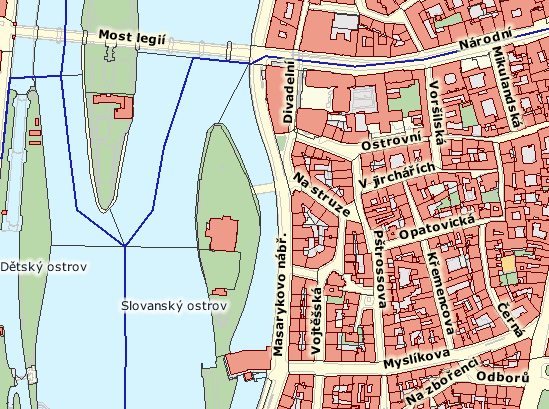 Most legií
Národní
Mikulandská
Divadelní
Voršilská
Ostrovní
V jirchářích
Na struze
Opatovická
Pštrossova
Masarykovo nábř.
Křemencova
Dětský ostrov
Slovanský ostrov
Vojtěšská
Černá
Myslíkova
Na zbořenci
Odborů